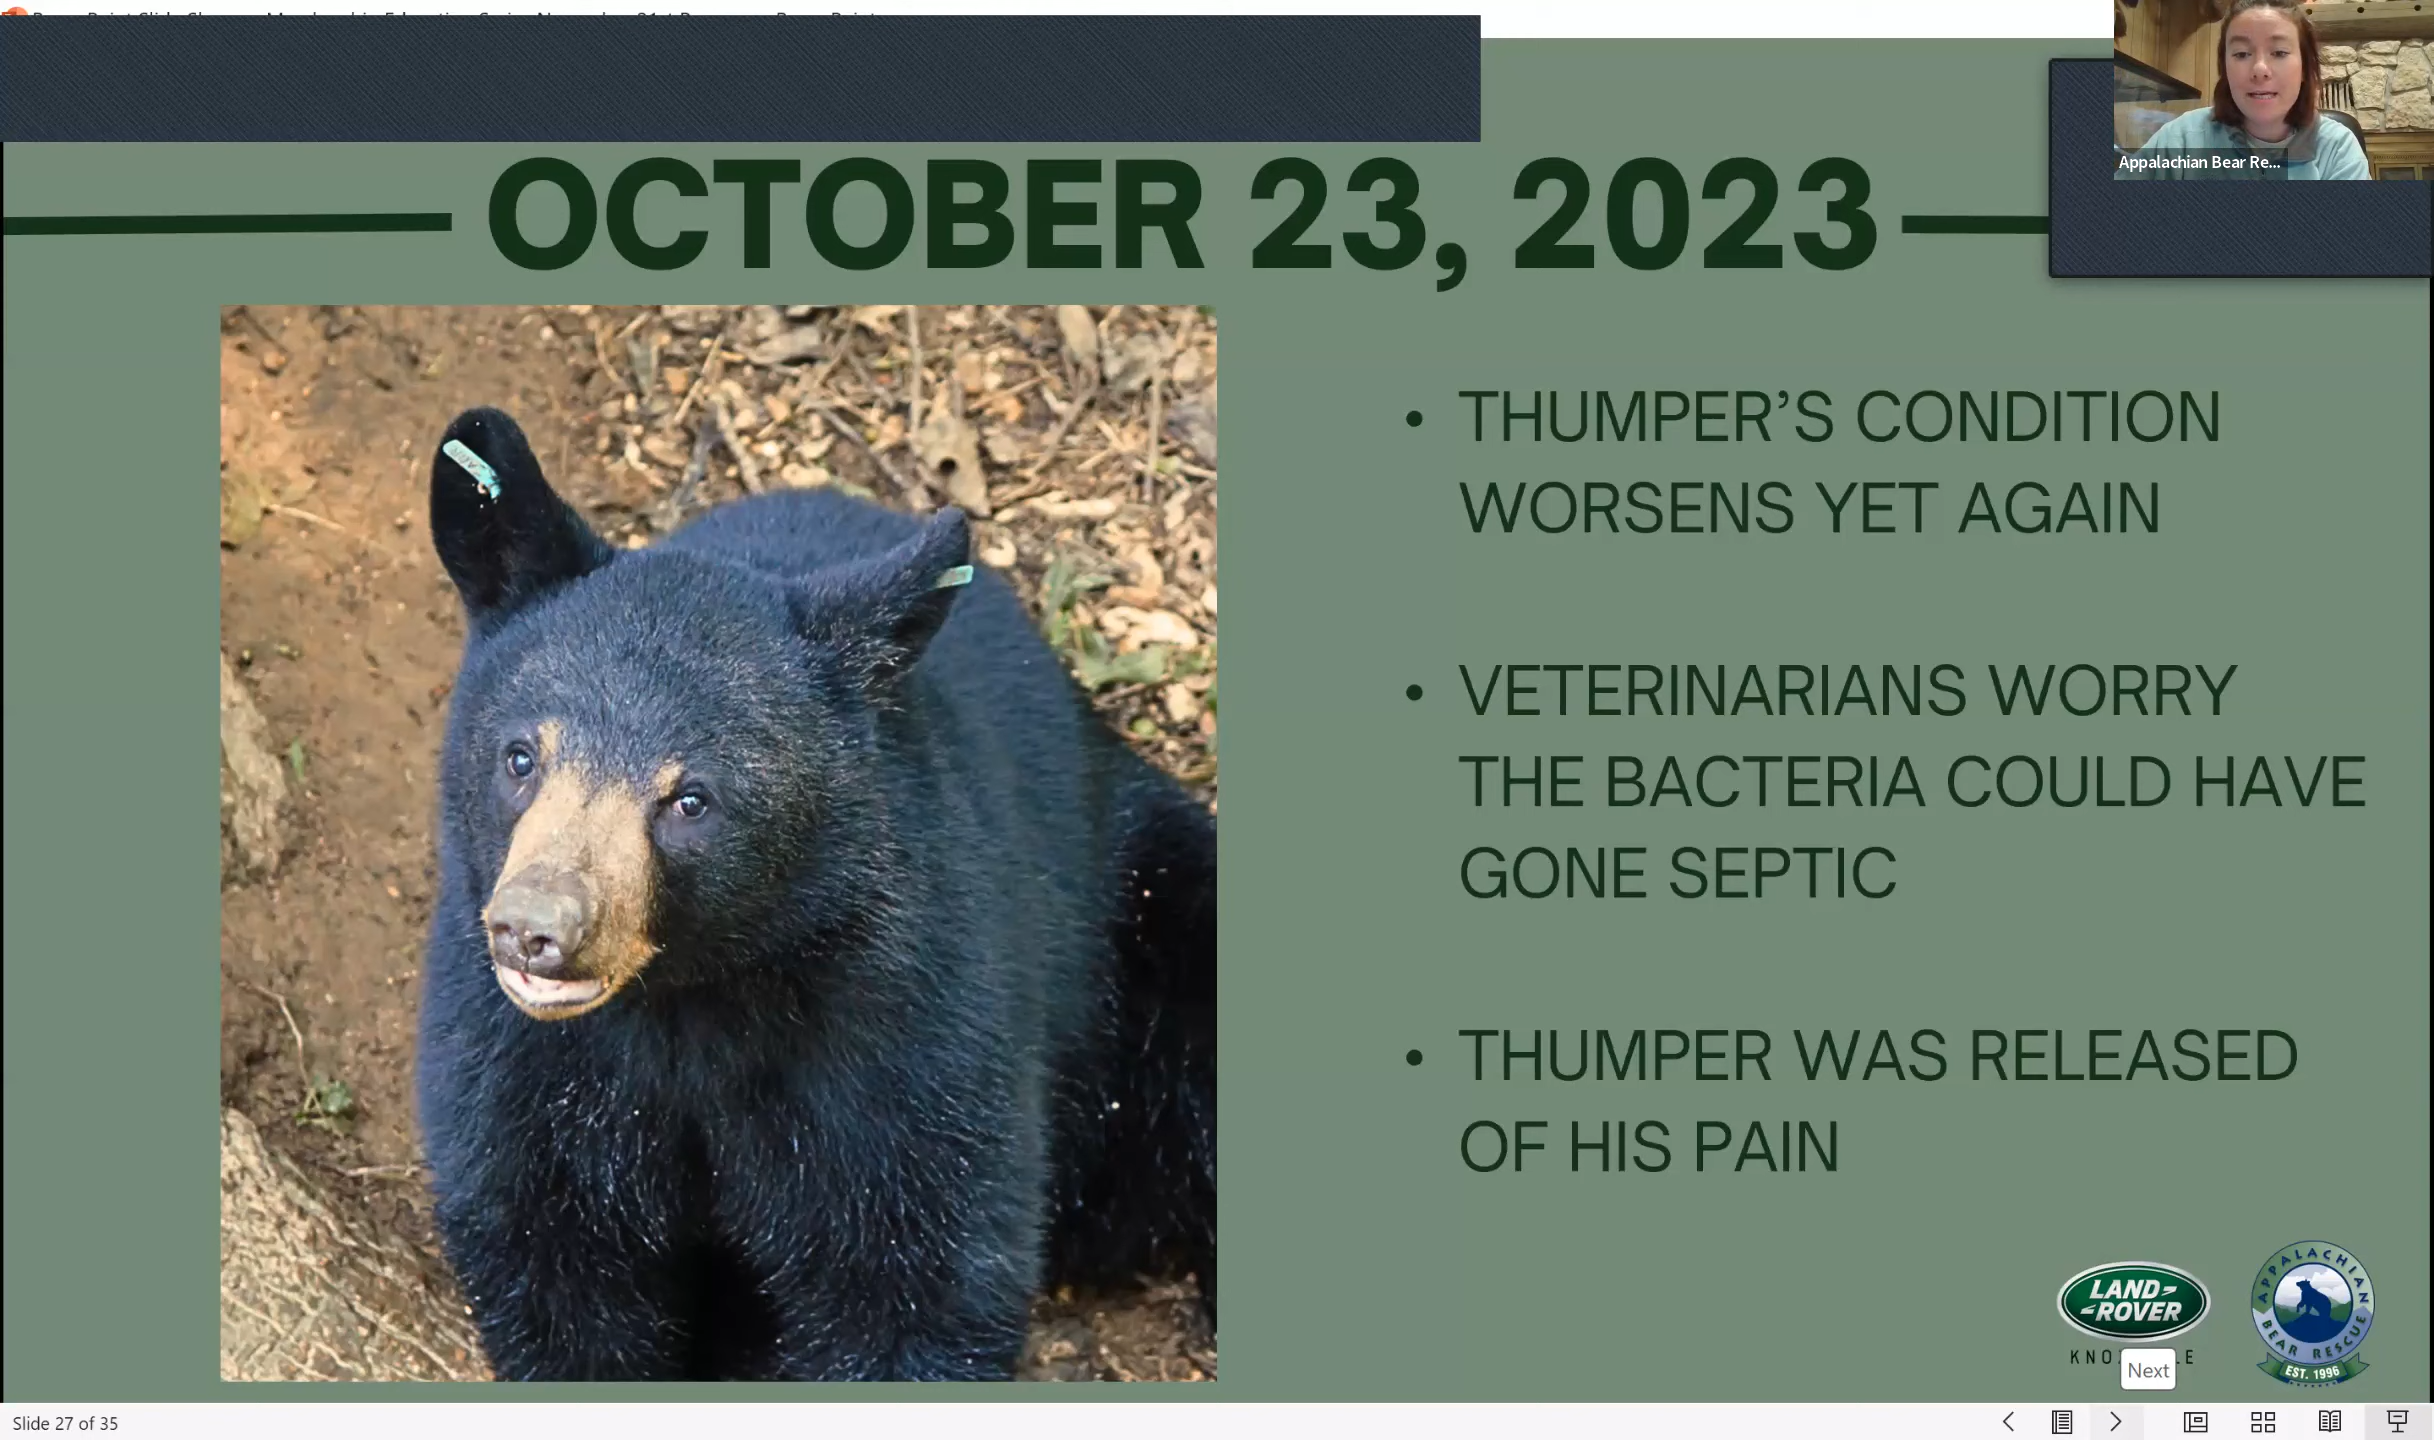 Appalachian Bear Re...
OCTOBER 23, 2023
• THUMPER’S CONDITION
WORSENS YET AGAIN
• VETERINARIANS WORRY
THE BACTERIA COULD HAVE
GONE SEPTIC
• THUMPER WAS RELEASED
OF HIS PAIN
LAND
ROVER
APPALACHIAN
BEAR RESCUE
EST. 1996
Next
Slide 27 of 35